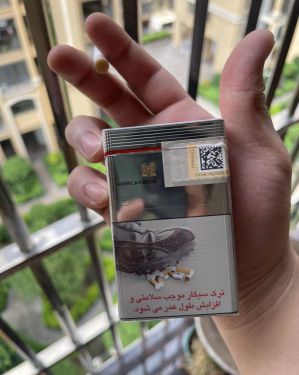 AMERICAN BLEND
ترک سیگار موجب سلامتی و
افزایش طول عمر می شود